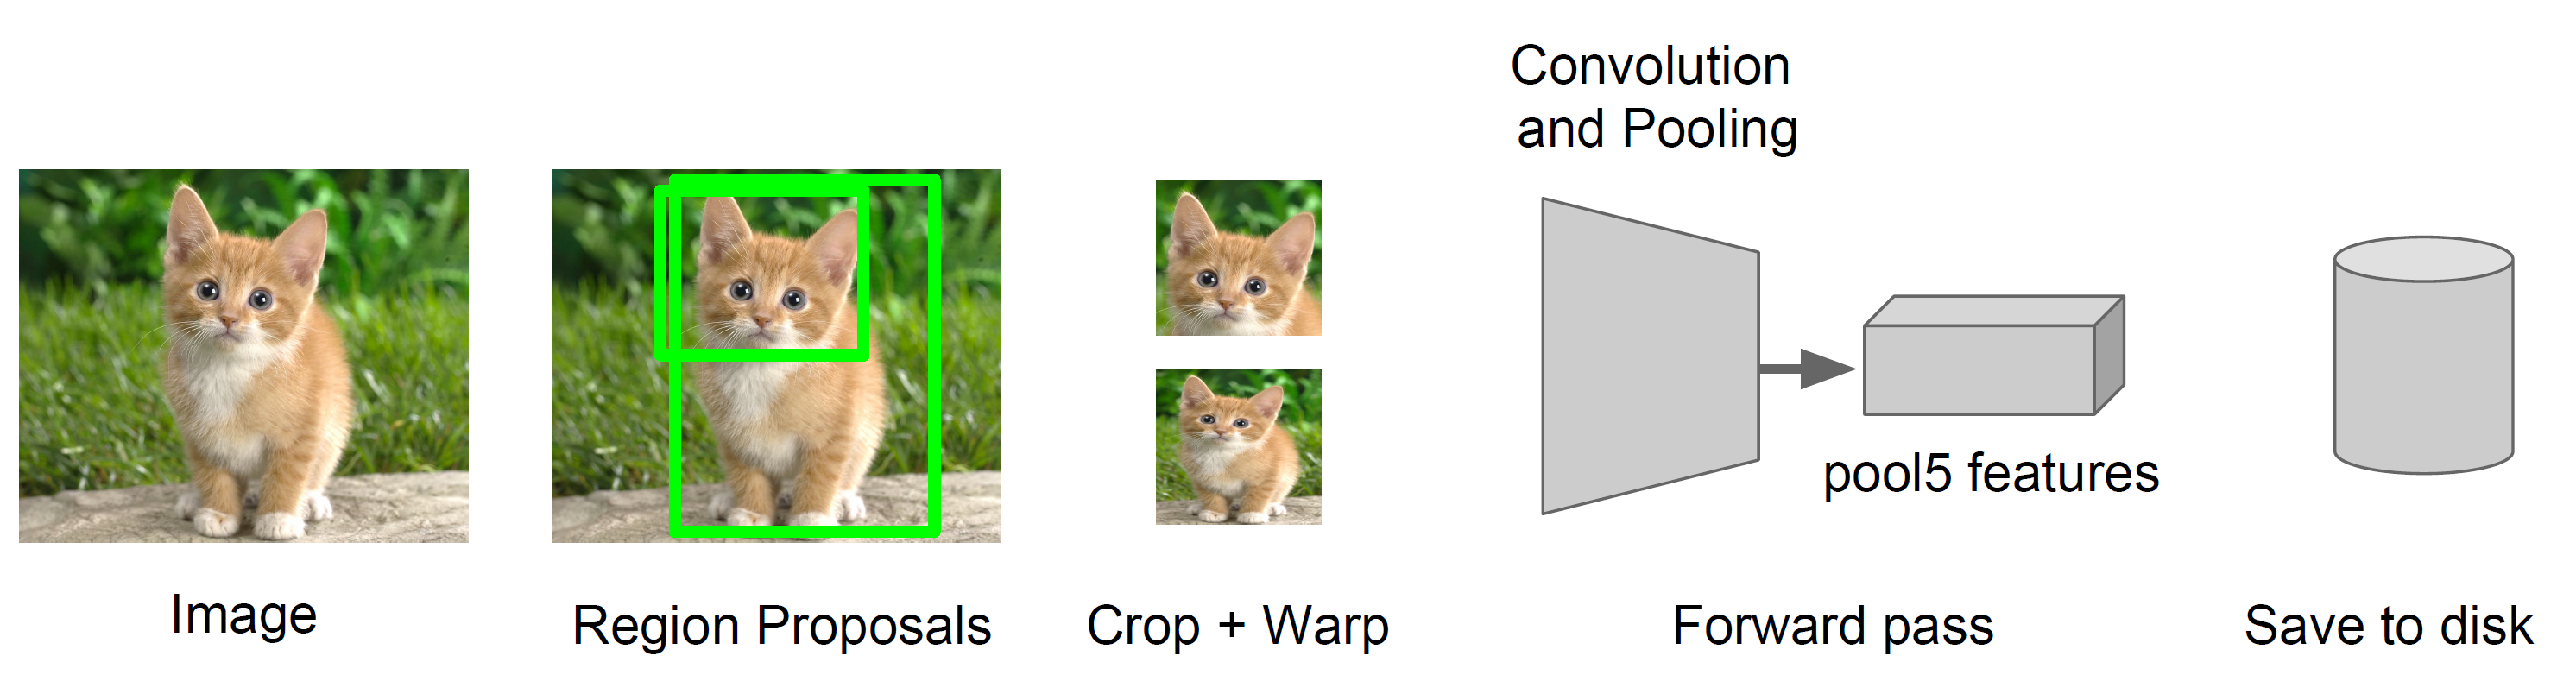 Convolution
and Pooling
pool5 features
Image
Region Proposals
Crop + Warp
Forward pass
Save to disk